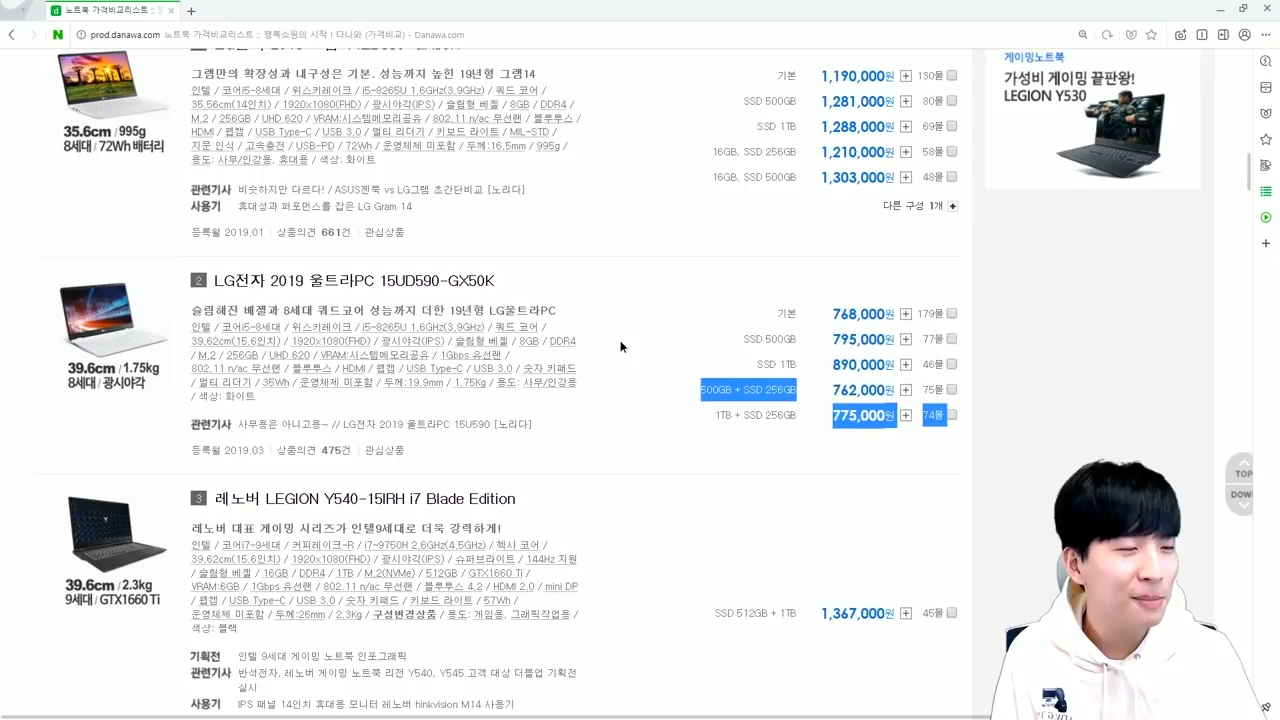 노트북 가격비교리스트 :: 행
prod.danawa.com 노트북 가격비교리스트 :: 행복쇼핑의 시작 ! 다나와 (가격비교) - Danawa.com
그램만의 확장성과 내구성은 기본, 성능까지 높힌 19년형 그램14
인텔 / 코어i5-8세대 / 위스키레이크 / i5-8265U 1.6GHz(3.9GHz) / 쿼드 코어 /
35.56cm(14인치) / 1920x1080(FHD) / 광시야각(IPS) / 슬림형 베젤 / 8GB / DDR4 /
M.2 / 256GB / UHD 620 / VRAM:시스템메모리공유 / 802.11 n/ac 무선랜 / 블루투스 /
HDMI / 웹캠 / USB Type-C / USB 3.0 / 멀티 리더기 / 키보드 라이트 / MIL-STD /
지문 인식 / 고속충전 / USB-PD / 72Wh / 운영체제 미포함 / 두께:16.5mm / 995g /
용도: 사무/인강용, 휴대용 / 색상: 화이트
35.6cm / 995g
8세대 / 72Wh 배터리
관련기사 비슷하지만 다르다! / ASUS젠북 vs LG그램 초간단비교 [노리다]
사용기 휴대성과 퍼포먼스를 잡은 LG Gram 14
등록월 2019.01 상품의견 661건 관심상품
기본 1,190,000원 130몰
SSD 500GB 1,281,000원 80몰
SSD 1TB 1,288,000원 69몰
16GB, SSD 256GB 1,210,000원 58몰
16GB, SSD 500GB 1,303,000원 48몰
다른 구성 1개
2 LG전자 2019 울트라PC 15UD590-GX50K
슬림해진 베젤과 8세대 쿼드코어 성능까지 더한 19년형 LG울트라PC
인텔 / 코어i5-8세대 / 위스키레이크 / i5-8265U 1.6GHz(3.9GHz) / 쿼드 코어 /
39.62cm(15.6인치) / 1920x1080(FHD) / 광시야각(IPS) / 슬림형 베젤 / 8GB / DDR4
/ M.2 / 256GB / UHD 620 / VRAM:시스템메모리공유 / 1Gbps 유선랜 /
802.11 n/ac 무선랜 / 블루투스 / HDMI / 웹캠 / USB Type-C / USB 3.0 / 숫자 키패드
/ 멀티 리더기 / 35Wh / 운영체제 미포함 / 두께:19.9mm / 1.75Kg / 용도: 사무/인강용
/ 색상: 화이트
39.6cm / 1.75kg
8세대 / 광시야각
관련기사 사무용은 아니고용~ // LG전자 2019 울트라PC 15U590 [노리다]
등록월 2019.03 상품의견 475건 관심상품
기본 768,000원 179몰
SSD 500GB 795,000원 77몰
SSD 1TB 890,000원 46몰
500GB + SSD 256GB 762,000원 75몰
1TB + SSD 256GB 775,000원 74몰
3 레노버 LEGION Y540-15IRH i7 Blade Edition
레노버 대표 게이밍 시리즈가 인텔9세대로 더욱 강력하게!
인텔 / 코어i7-9세대 / 커피레이크-R / i7-9750H 2.6GHz(4.5GHz) / 헥사 코어 /
39.62cm(15.6인치) / 1920x1080(FHD) / 광시야각(IPS) / 슈퍼브라이트 / 144Hz 지원
/ 슬림형 베젤 / 16GB / DDR4 / 1TB / M.2(NVMe) / 512GB / GTX1660 Ti /
VRAM:6GB / 1Gbps 유선랜 / 802.11 n/ac 무선랜 / 블루투스 4.2 / HDMI 2.0 / mini DP
/ 웹캠 / USB Type-C / USB 3.0 / 숫자 키패드 / 키보드 라이트 / 57Wh /
운영체제 미포함 / 두께:26mm / 2.3Kg / 구성변경상품 / 용도: 게임용, 그래픽작업용 /
색상: 블랙
39.6cm / 2.3kg
9세대 / GTX1660 Ti
SSD 512GB + 1TB 1,367,000원 45몰
기획전 인텔 9세대 게이밍 노트북 인포그래픽
관련기사 반석전자, 레노버 게이밍 노트북 리전 Y540, Y545 고객 대상 더블업 기획전
실시
사용기 IPS 패널 14인치 휴대용 모니터 레노버 hinkvision M14 사용기
게이밍노트북
가성비 게이밍 끝판왕!
LEGION Y530
TOP
DOW